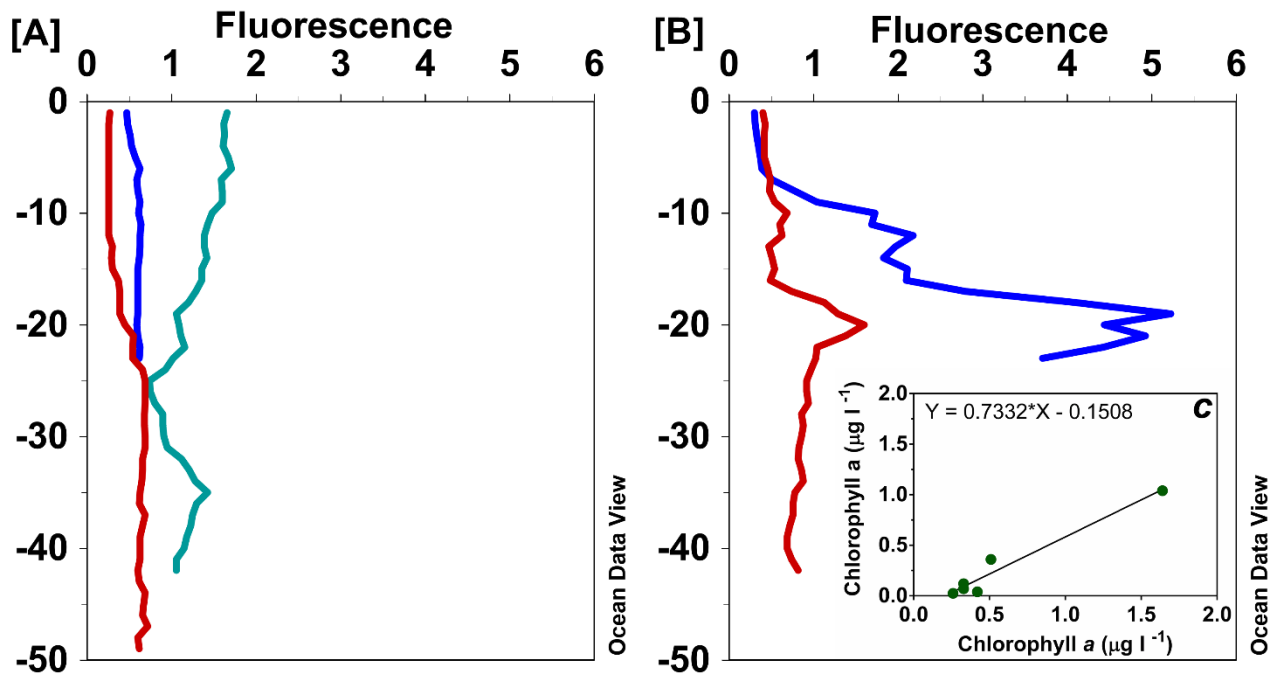 [A]
Fluorescence
0 1 2 3 4 5 6
0
-10
-20
-30
-40
-50
Ocean Data View
[B]
Fluorescence
0 1 2 3 4 5 6
0
-10
-20
-30
-40
-50
Ocean Data View
c
Y = 0.7332*X - 0.1508
Chlorophyll a (µg l⁻¹)
2.0
1.5
1.0
0.5
0.0
0.0 0.5 1.0 1.5 2.0
Chlorophyll a (µg l⁻¹)